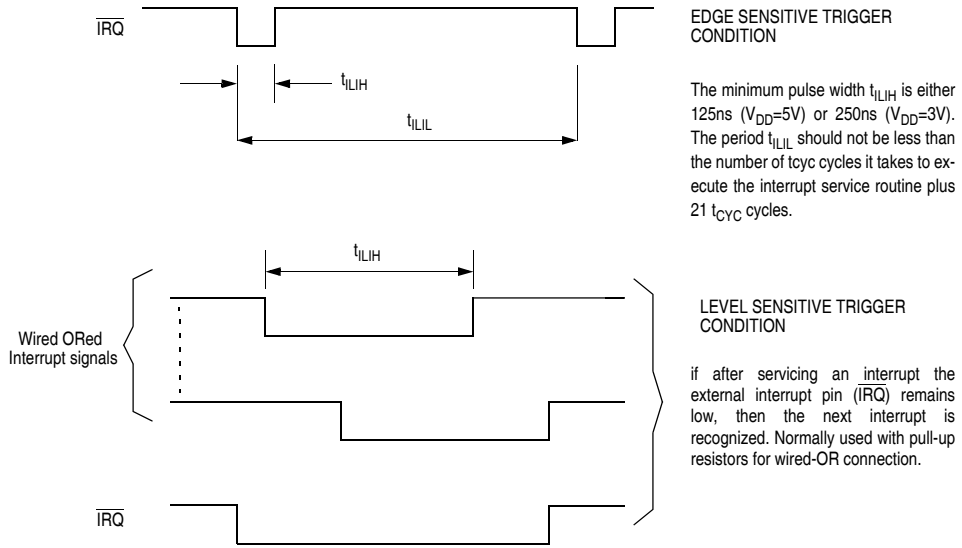 IRQ
EDGE SENSITIVE TRIGGER
CONDITION
tILIH
tILIL
The minimum pulse width tILIH is either
125ns (VDD=5V) or 250ns (VDD=3V).
The period tILIL should not be less than
the number of tcyc cycles it takes to ex-
ecute the interrupt service routine plus
21 tCYC cycles.
tILIH
Wired ORed
Interrupt signals
LEVEL SENSITIVE TRIGGER
CONDITION
if after servicing an interrupt the
external interrupt pin (IRQ) remains
low, then the next interrupt is
recognized. Normally used with pull-up
resistors for wired-OR connection.
IRQ